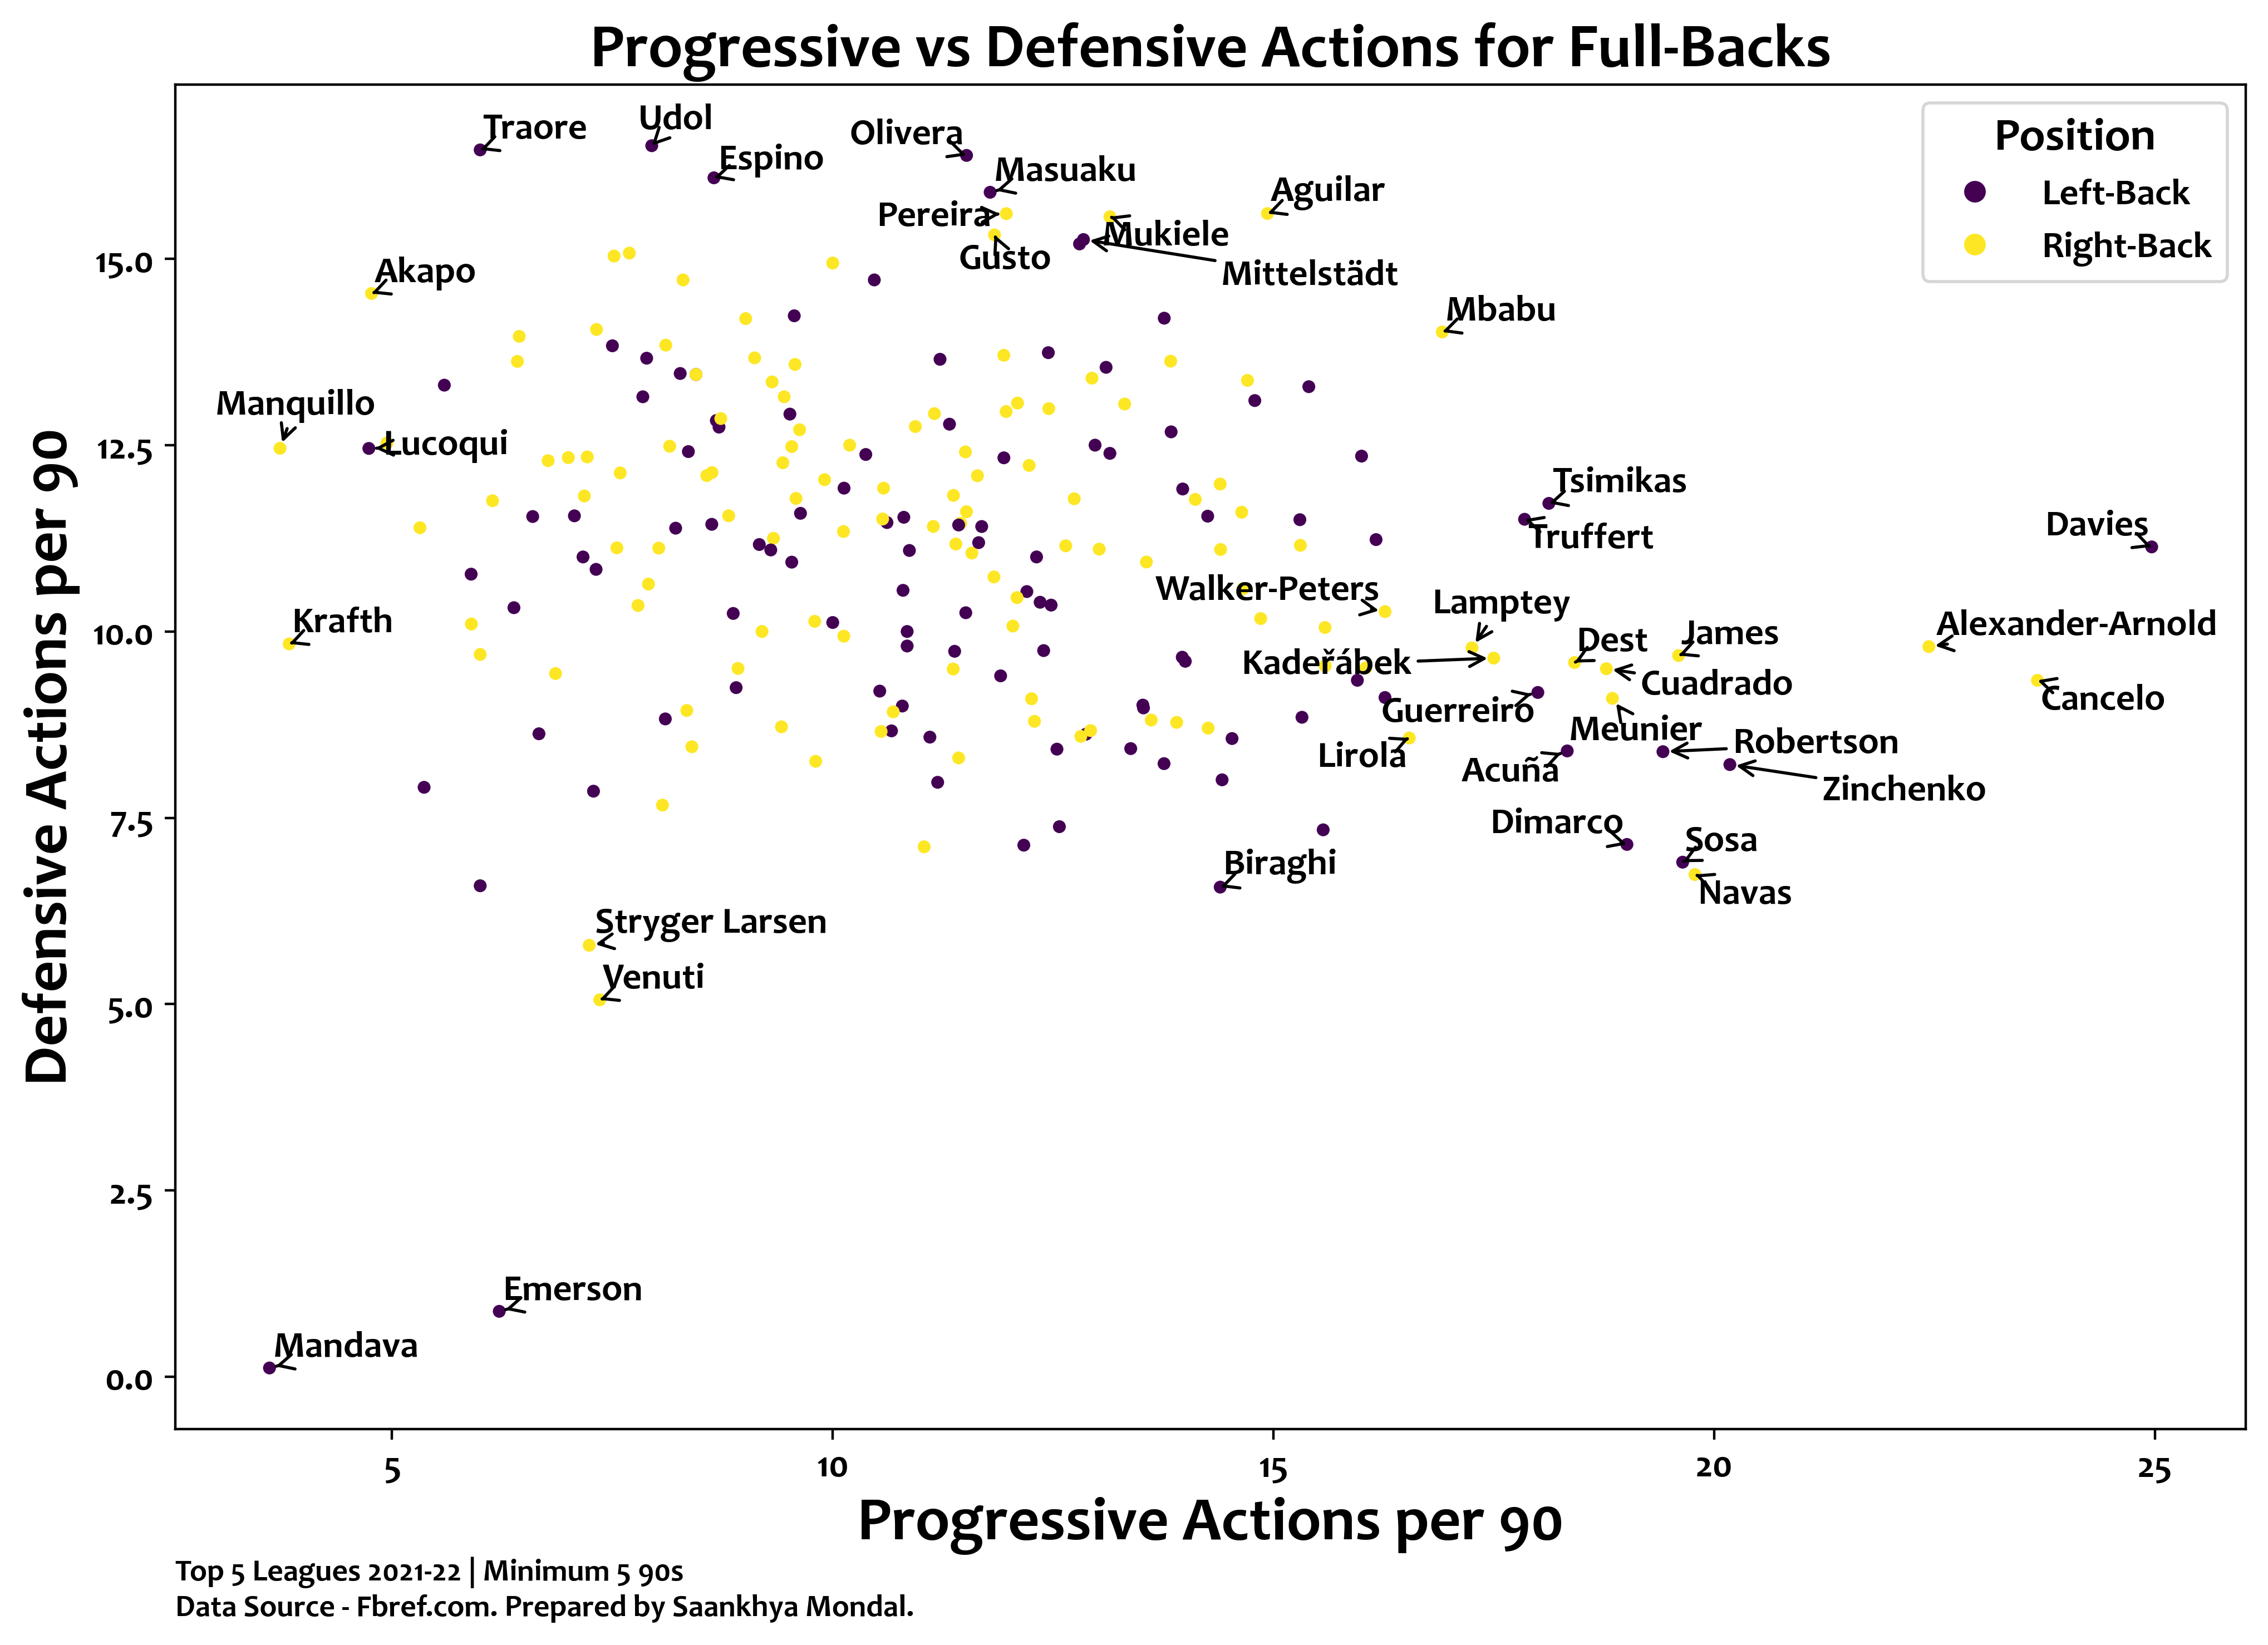 Progressive vs Defensive Actions for Full-Backs
Traore
Udol
Espino
Olivera
Masuaku
Pereira
Gusto
Mukiele
Mittelstädt
Aguilar
Position
Left-Back
Right-Back
Akapo
Mbabu
Manquillo
Lucoqui
Tsimikas
Truffert
Davies
Walker-Peters
Lamptey
Krafth
Kadeřábek
Dest
James
Cuadrado
Alexander-Arnold
Cancelo
Guerreiro
Meunier
Lirola
Acuña
Robertson
Zinchenko
Dimarco
Sosa
Navas
Biraghi
Stryger Larsen
Venuti
Emerson
Mandava
Defensive Actions per 90
15.0
12.5
10.0
7.5
5.0
2.5
0.0
5
10
15
20
25
Progressive Actions per 90
Top 5 Leagues 2021-22 | Minimum 5 90s
Data Source - Fbref.com. Prepared by Saankhya Mondal.